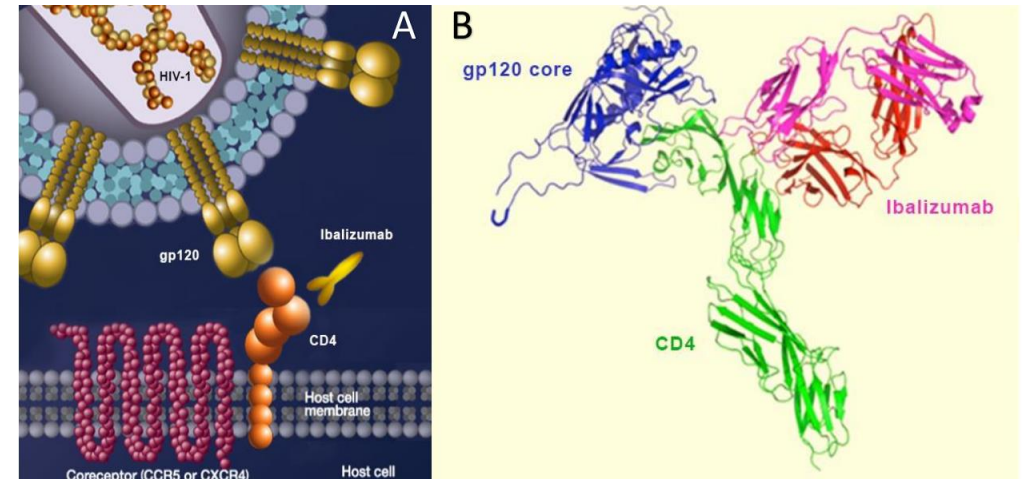 A
HIV-1
gp120
Ibalizumab
CD4
Host cell
membrane
Coreceptor (CCR5 or CXCR4)
Host cell
B
gp120 core
Ibalizumab
CD4